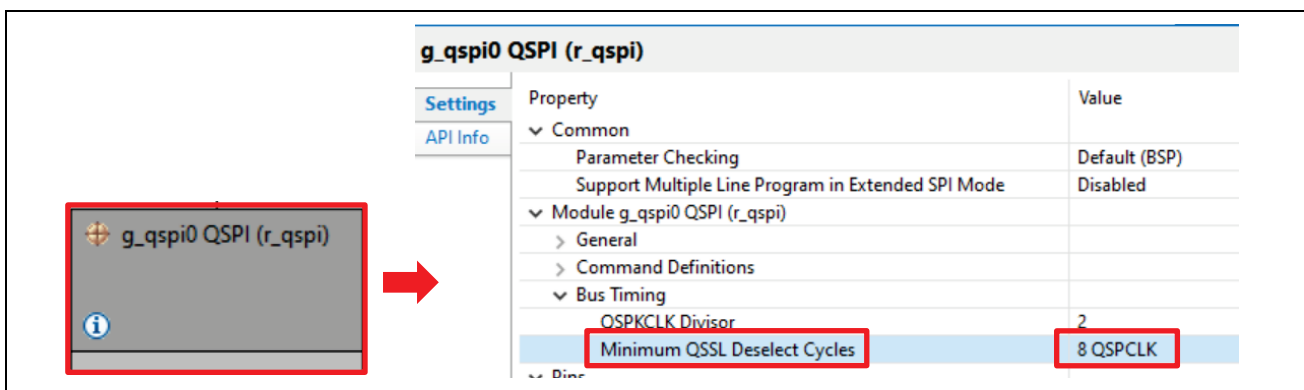 g_qspi0 QSPI (r_qspi)
Settings
API Info
Property Value
Common
Parameter Checking Default (BSP)
Support Multiple Line Program in Extended SPI Mode Disabled
Module g_qspi0 QSPI (r_qspi)
General
Command Definitions
Bus Timing
QSPKCLK Divisor 2
Minimum QSSL Deselect Cycles 8 QSPCLK
Pins
g_qspi0 QSPI (r_qspi)